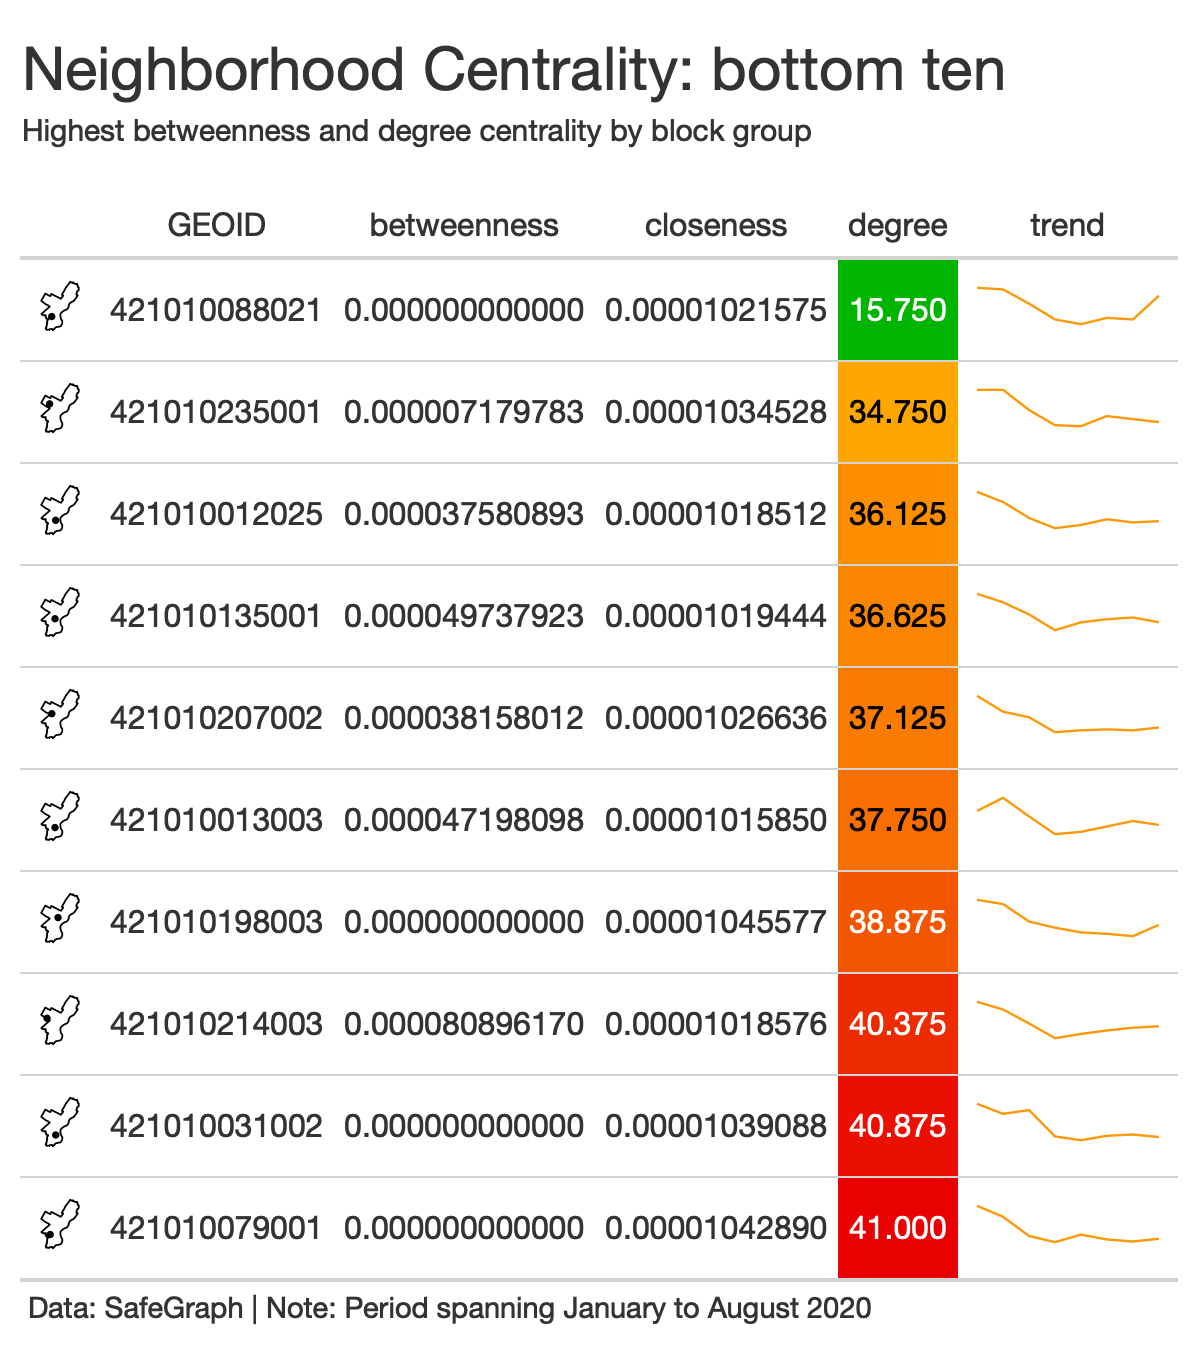 Neighborhood Centrality: bottom ten
Highest betweenness and degree centrality by block group
GEOID betweenness closeness degree trend
421010088021 0.000000000000 0.00001021575 15.750
421010235001 0.000007179783 0.00001034528 34.750
421010012025 0.000037580893 0.00001018512 36.125
421010135001 0.000049737923 0.00001019444 36.625
421010207002 0.000038158012 0.00001026636 37.125
421010013003 0.000047198098 0.00001015850 37.750
421010198003 0.000000000000 0.00001045577 38.875
421010214003 0.000080896170 0.00001018576 40.375
421010031002 0.000000000000 0.00001039088 40.875
421010079001 0.000000000000 0.00001042890 41.000
Data: SafeGraph | Note: Period spanning January to August 2020